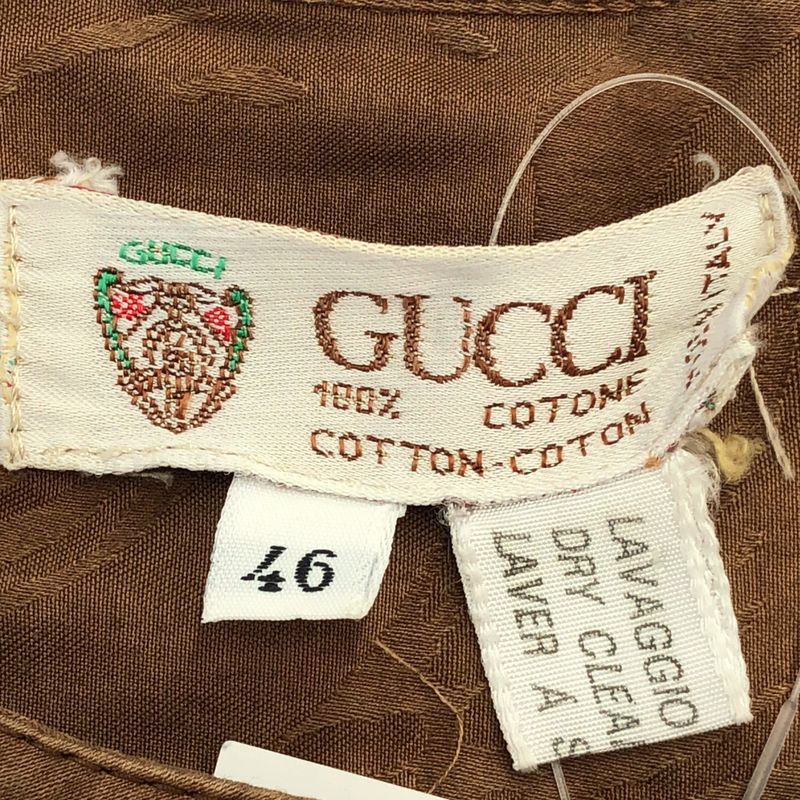 GUCCI
GUCCI
100% COTONE
COTTON-COTON
46
LAVAGGIO
DRY CLEA
LAVER A S